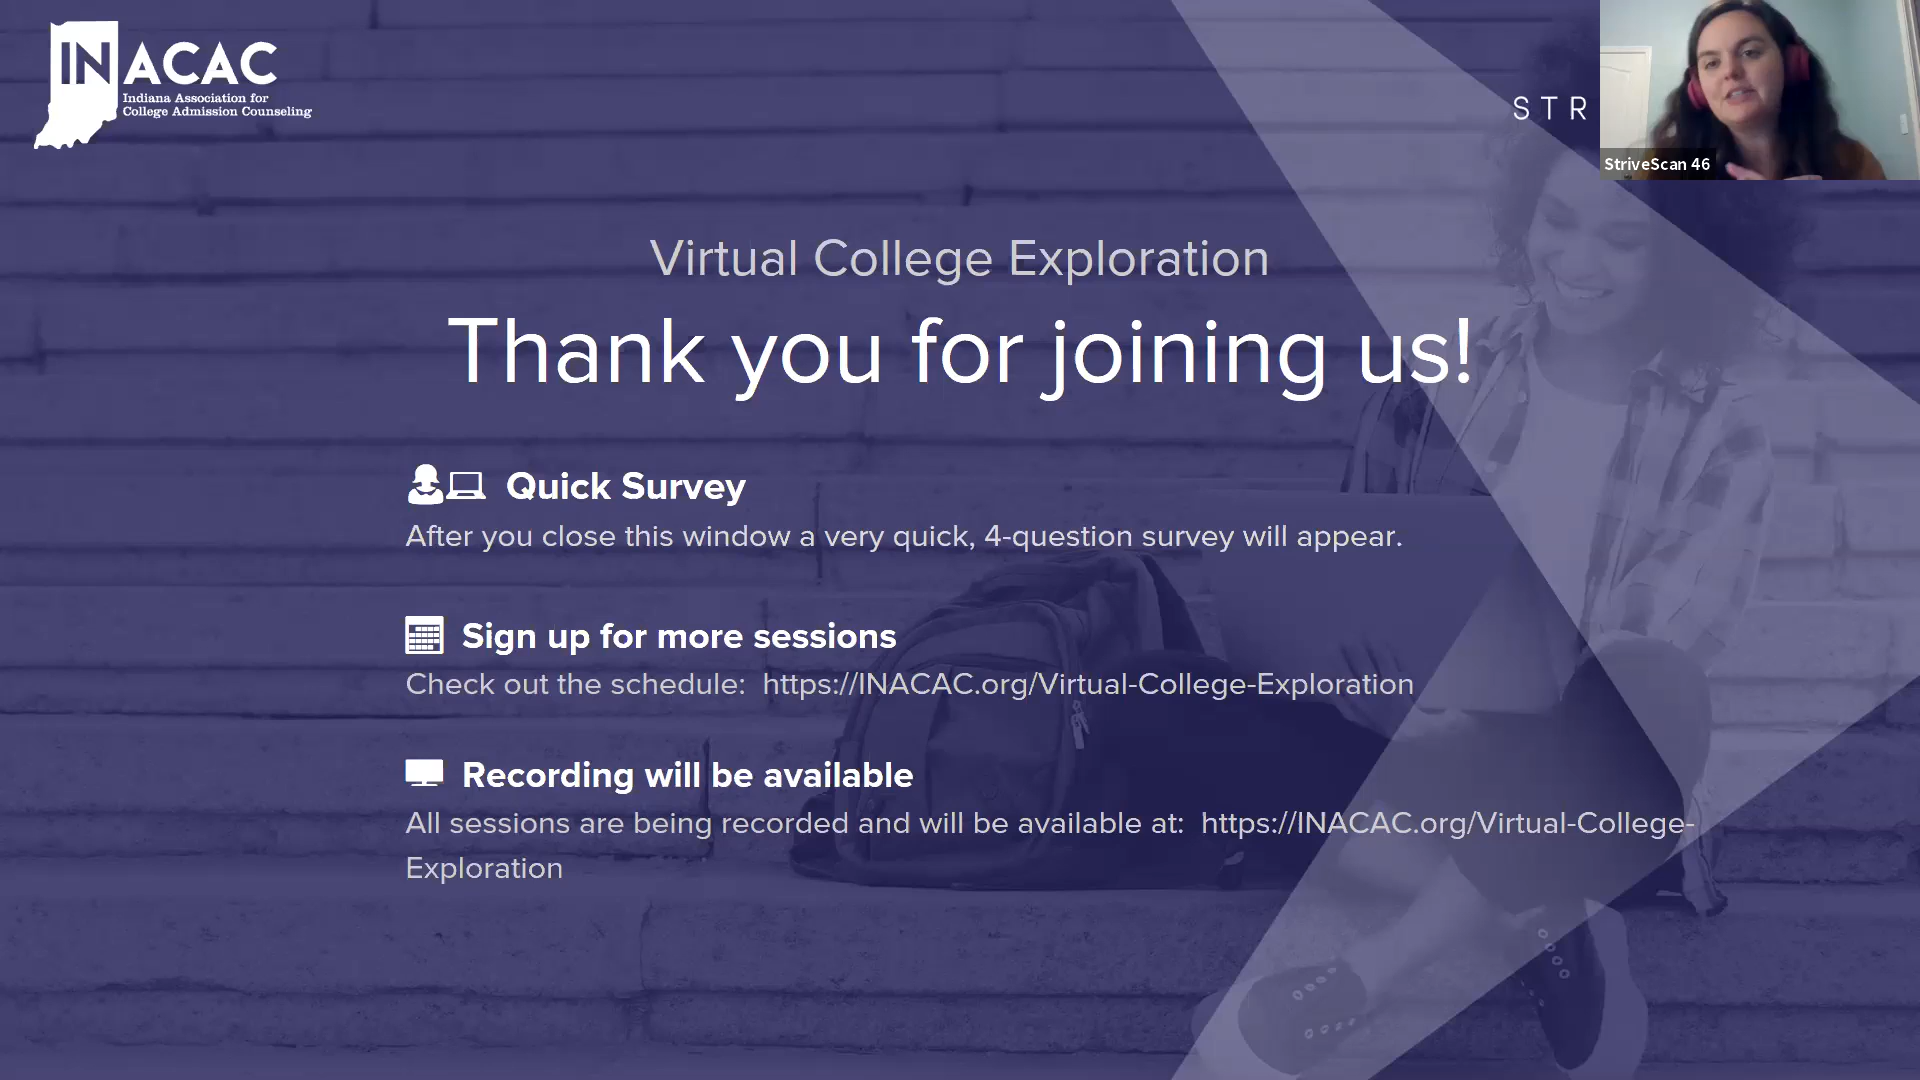 INACAC
Indiana Association for
College Admission Counseling
STR
StriveScan 46
Virtual College Exploration
Thank you for joining us!
Quick Survey
After you close this window a very quick, 4-question survey will appear.
Sign up for more sessions
Check out the schedule: https://INACAC.org/Virtual-College-Exploration
Recording will be available
All sessions are being recorded and will be available at: https://INACAC.org/Virtual-College-
Exploration